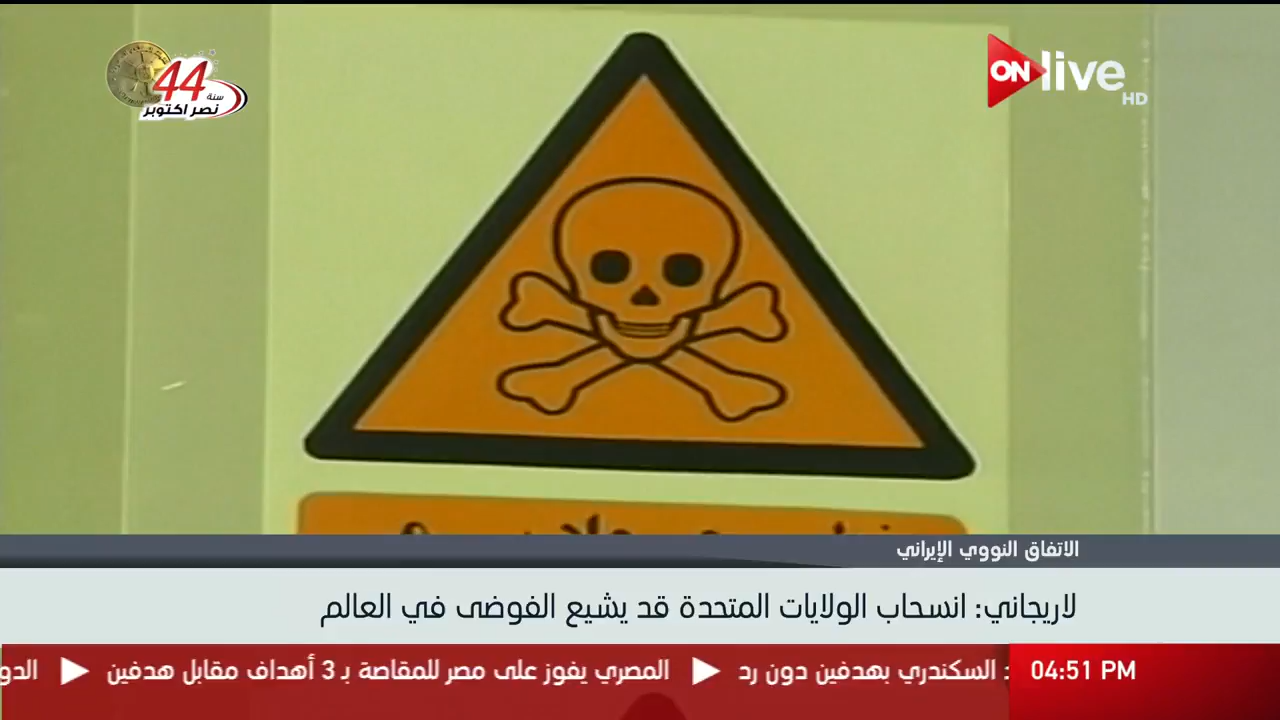 44
سنة
نصر اكتوبر
ON live
HD
الاتفاق النووي الإيراني
لاريجاني: انسحاب الولايات المتحدة قد يشيع الفوضى في العالم
السكندري بهدفين دون رد ◀ المصري يفوز على مصر للمقاصة بـ 3 أهداف مقابل هدفين ◀
04:51 PM